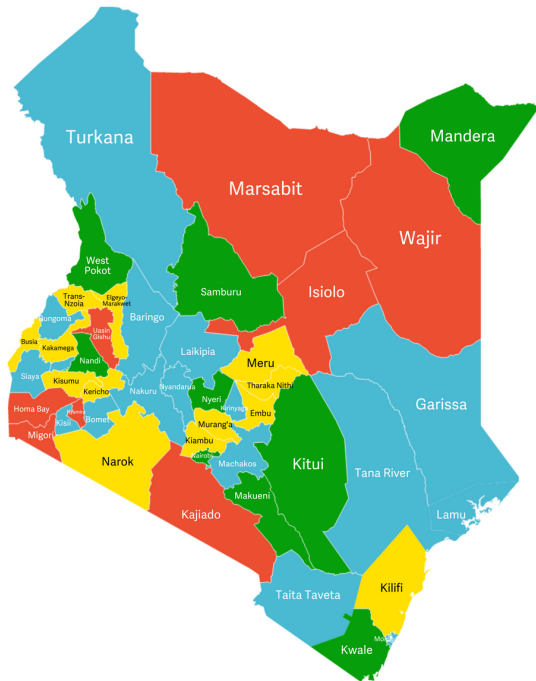 Mandera
Turkana
Marsabit
Wajir
West
Pokot
Samburu
Isiolo
Trans-
Nzoia
Elgeyo-
Marakwet
Bungoma
Baringo
Uasin
Gishu
Busia
Kakamega
Laikipia
Nandi
Meru
Siaya
Kisumu
Tharaka Nithi
Kericho
Nakuru
Nyandarua
Nyeri
Garissa
Homa Bay
Kirinyaga
Embu
Kisii
Bomet
Murang'a
Migori
Kiambu
Narok
Nairobi
Machakos
Kitui
Tana River
Makueni
Kajiado
Lamu
Taita Taveta
Kilifi
Kwale